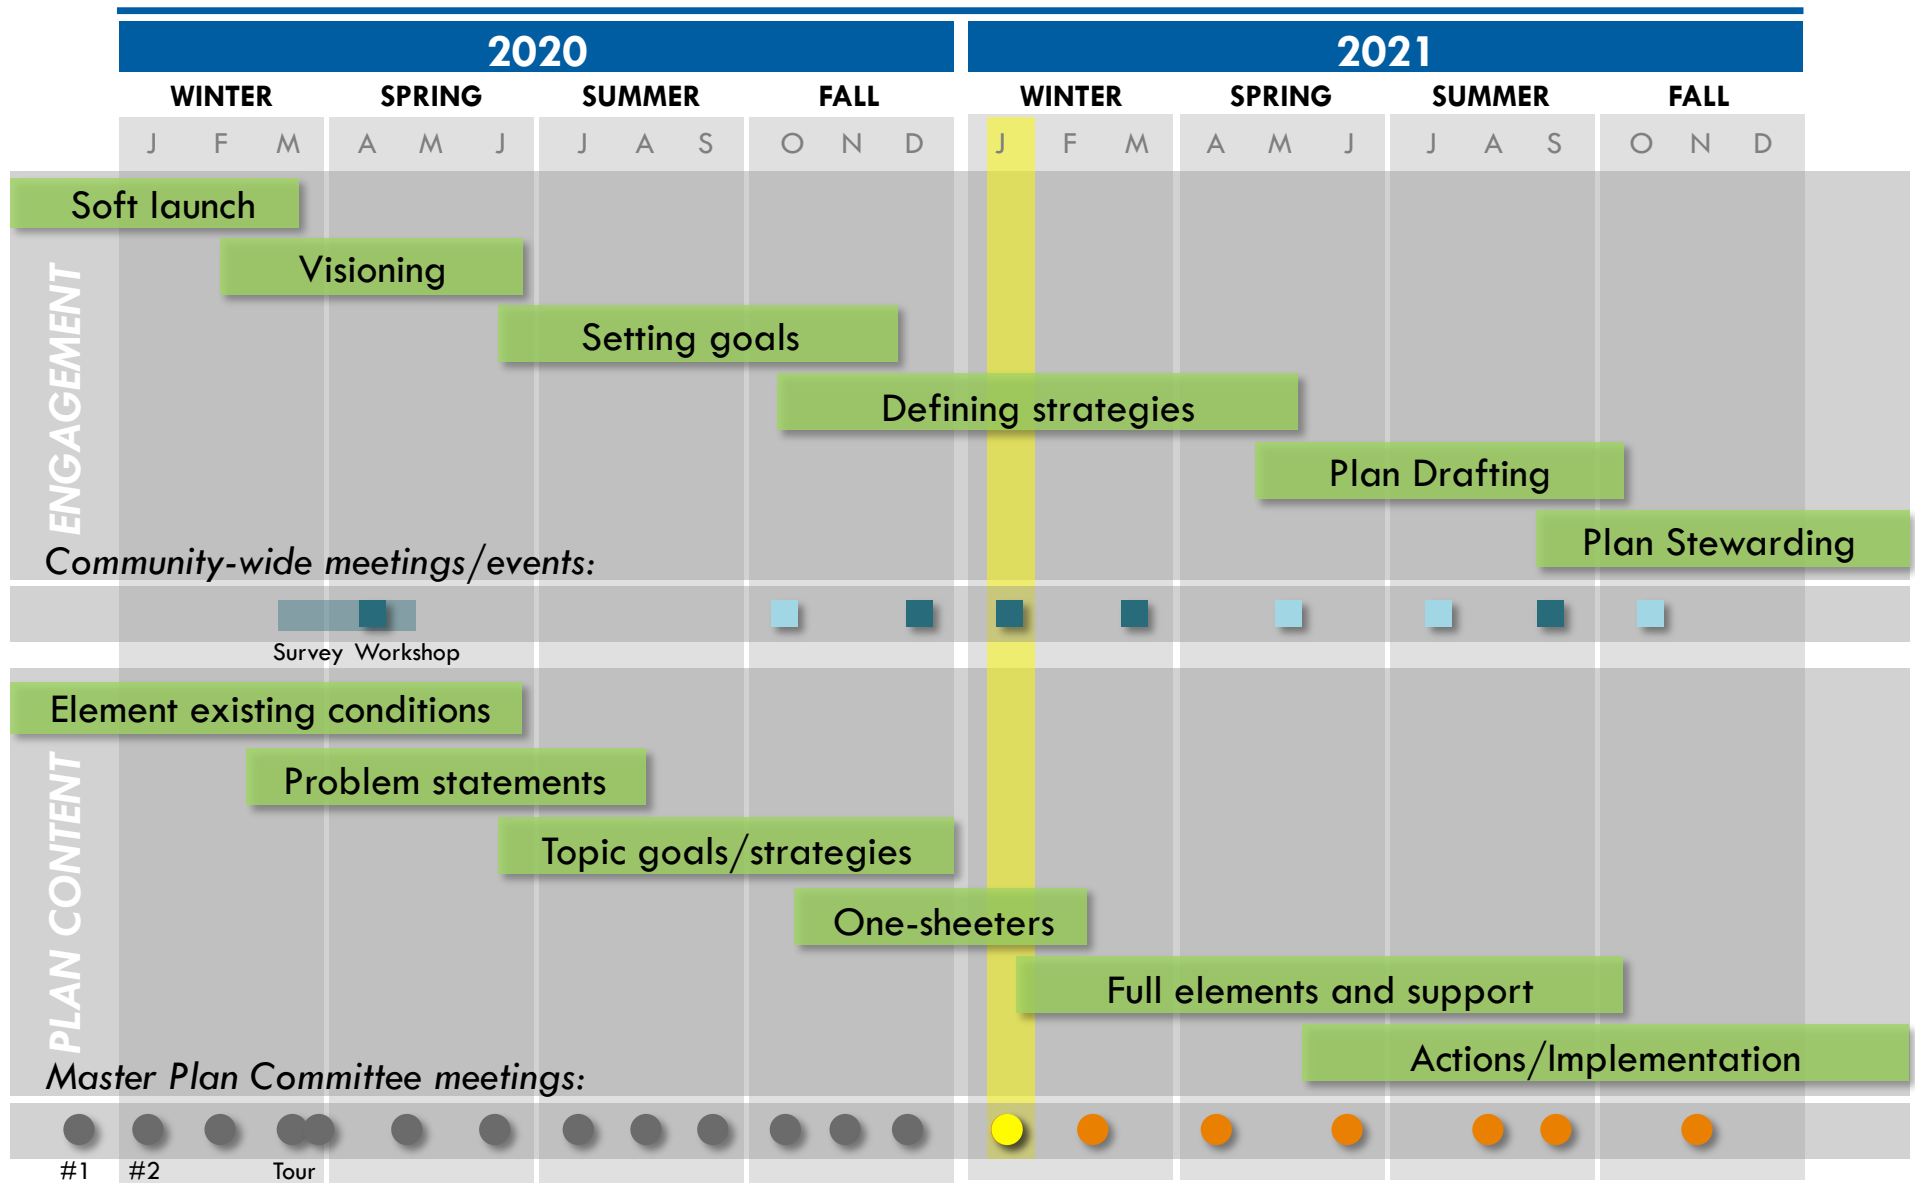 2020 2021
WINTER SPRING SUMMER FALL WINTER SPRING SUMMER FALL
J F M A M J J A S O N D J F M A M J J A S O N D
ENGAGEMENT
Soft launch
Visioning
Setting goals
Defining strategies
Plan Drafting
Plan Stewarding
Community-wide meetings/events:
Survey Workshop
PLAN CONTENT
Element existing conditions
Problem statements
Topic goals/strategies
One-sheeters
Full elements and support
Actions/Implementation
Master Plan Committee meetings:
#1 #2 Tour